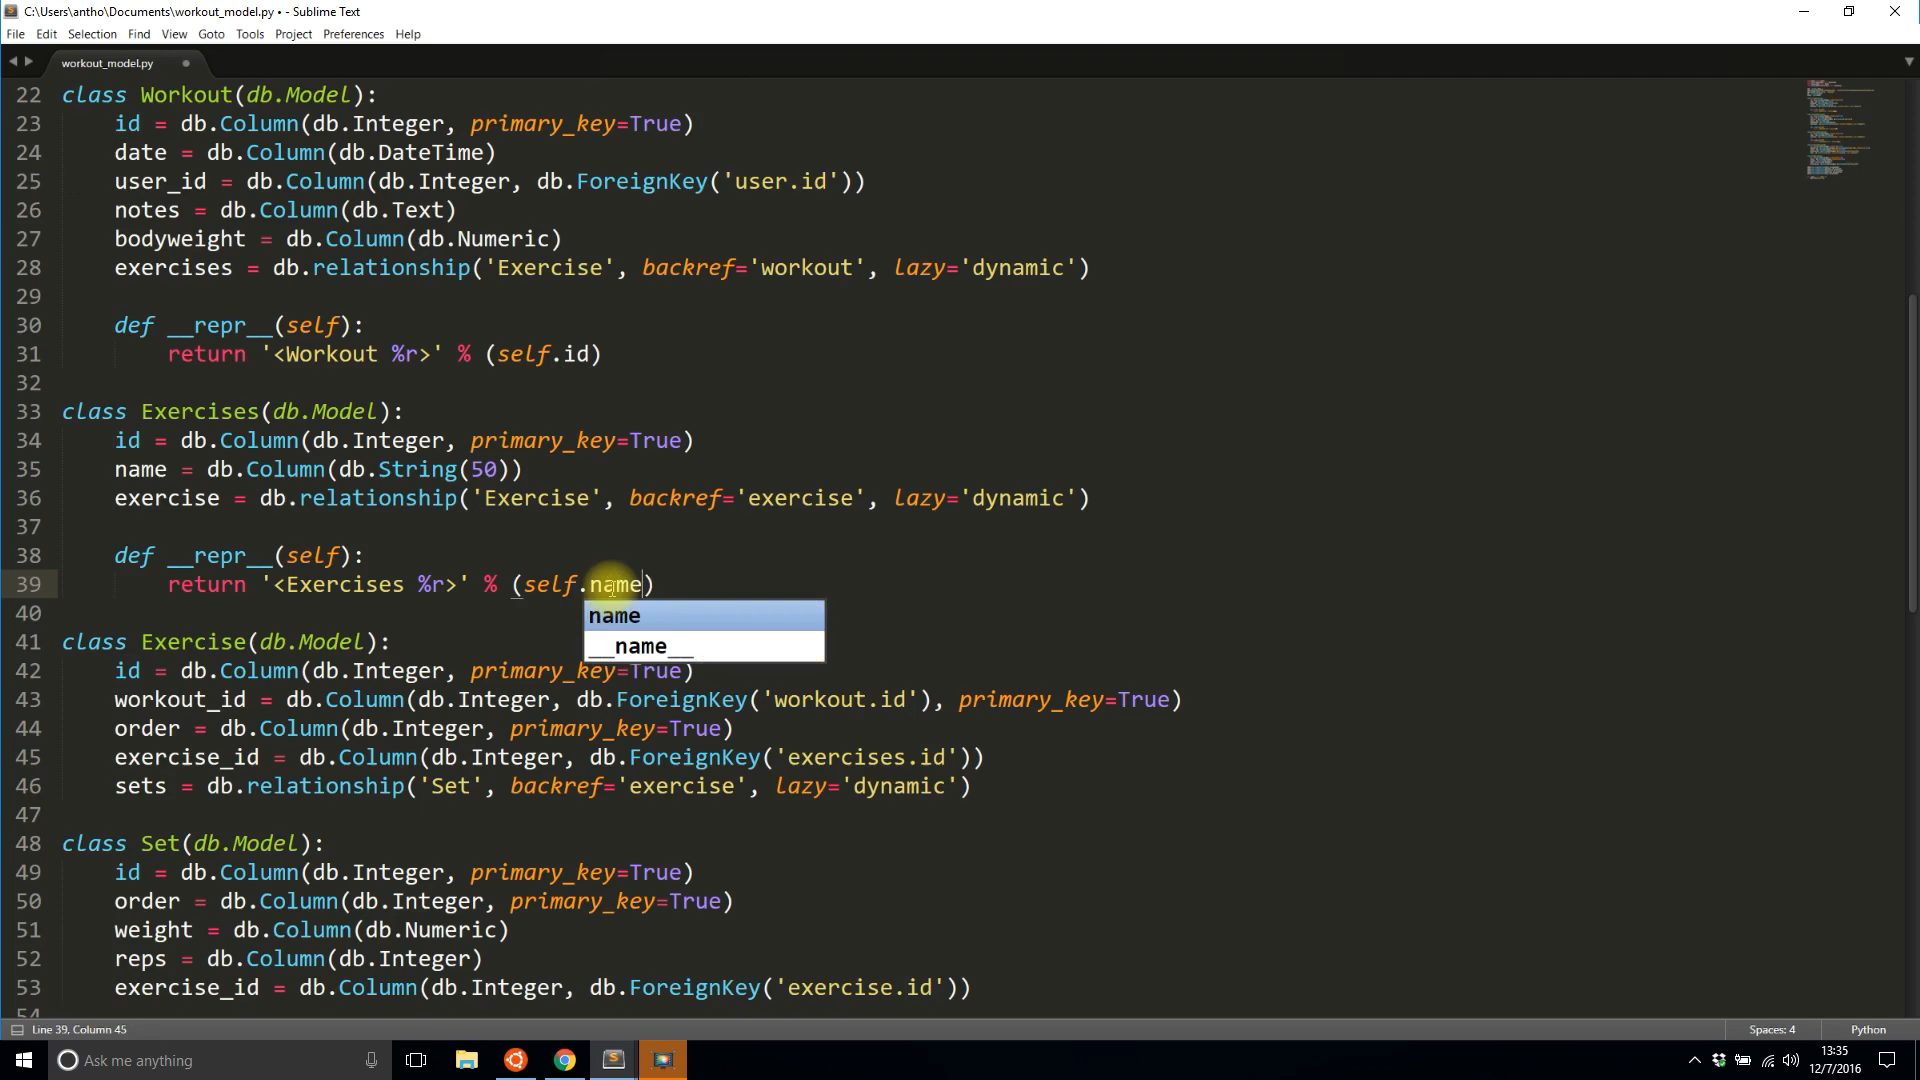 C:\Users\antho\Documents\workout_model.py • - Sublime Text
File Edit Selection Find View Goto Tools Project Preferences Help
workout_model.py
22 class Workout(db.Model):
23     id = db.Column(db.Integer, primary_key=True)
24     date = db.Column(db.DateTime)
25     user_id = db.Column(db.Integer, db.ForeignKey('user.id'))
26     notes = db.Column(db.Text)
27     bodyweight = db.Column(db.Numeric)
28     exercises = db.relationship('Exercise', backref='workout', lazy='dynamic')
29
30     def __repr__(self):
31         return '<Workout %r>' % (self.id)
32
33 class Exercises(db.Model):
34     id = db.Column(db.Integer, primary_key=True)
35     name = db.Column(db.String(50))
36     exercise = db.relationship('Exercise', backref='exercise', lazy='dynamic')
37
38     def __repr__(self):
39         return '<Exercises %r>' % (self.name)
name
40
41 class Exercise(db.Model):
__name__
42     id = db.Column(db.Integer, primary_key=True)
43     workout_id = db.Column(db.Integer, db.ForeignKey('workout.id'), primary_key=True)
44     order = db.Column(db.Integer, primary_key=True)
45     exercise_id = db.Column(db.Integer, db.ForeignKey('exercises.id'))
46     sets = db.relationship('Set', backref='exercise', lazy='dynamic')
47
48 class Set(db.Model):
49     id = db.Column(db.Integer, primary_key=True)
50     order = db.Column(db.Integer, primary_key=True)
51     weight = db.Column(db.Numeric)
52     reps = db.Column(db.Integer)
53     exercise_id = db.Column(db.Integer, db.ForeignKey('exercise.id'))
54
Line 39, Column 45 Spaces: 4 Python
Ask me anything
13:35
12/7/2016